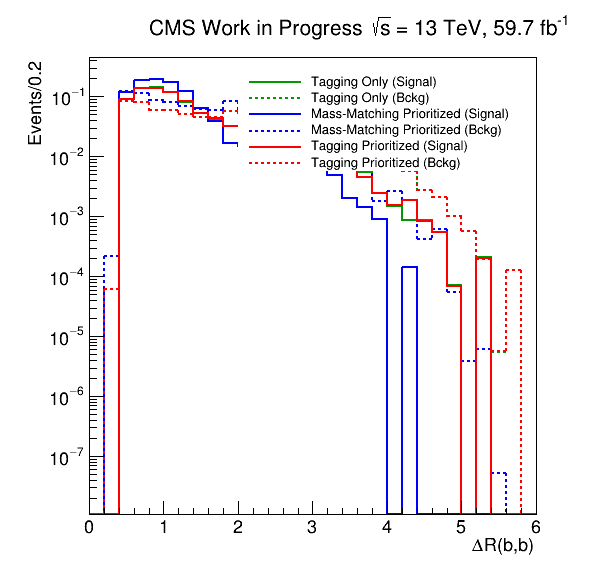 CMS Work in Progress √s = 13 TeV, 59.7 fb⁻¹
Events/0.2
Tagging Only (Signal)
Tagging Only (Bckg)
Mass-Matching Prioritized (Signal)
Mass-Matching Prioritized (Bckg)
Tagging Prioritized (Signal)
Tagging Prioritized (Bckg)
10⁻¹
10⁻²
10⁻³
10⁻⁴
10⁻⁵
10⁻⁶
10⁻⁷
0 1 2 3 4 5 6
ΔR(b,b)